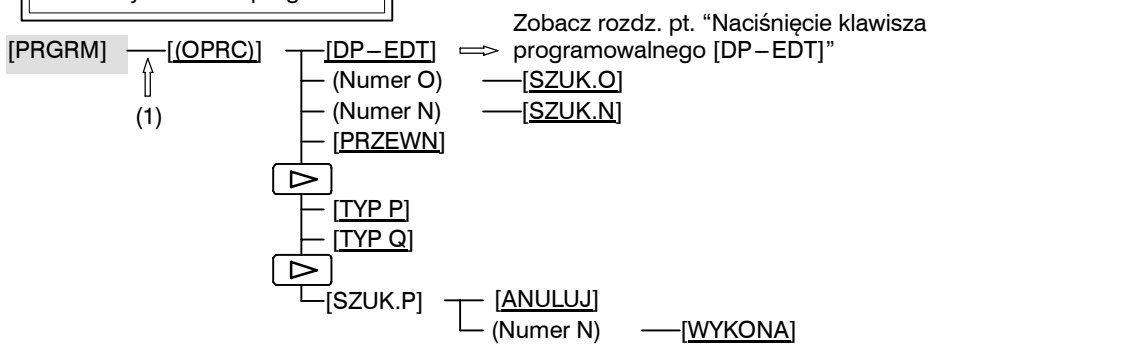 Zobacz rozdz. pt. “Naciśnięcie klawisza
[PRGRM] [(OPRC)] [DP–EDT] programowalnego [DP–EDT]”
(Numer O) [SZUK.O]
(1) (Numer N) [SZUK.N]
[PRZEWN]
[TYP P]
[TYP Q]
[SZUK.P] [ANULUJ]
(Numer N) [WYKONA]